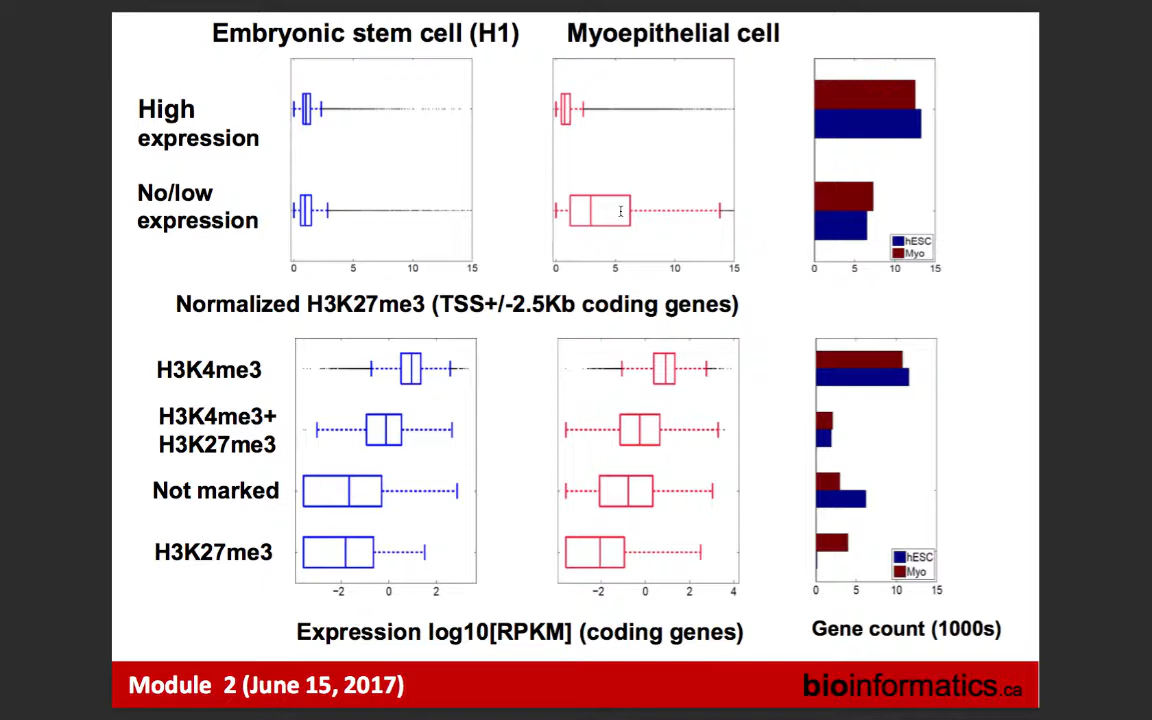 Embryonic stem cell (H1)
Myoepithelial cell
High
expression
No/low
expression
0 5 10 15
0 5 10 15
0 5 10 15
hESC
Myo
Normalized H3K27me3 (TSS+/-2.5Kb coding genes)
H3K4me3
H3K4me3+
H3K27me3
Not marked
H3K27me3
hESC
Myo
−2 0 2
−2 0 2 4
0 5 10 15
Expression log10[RPKM] (coding genes)
Gene count (1000s)
Module 2 (June 15, 2017)
bioinformatics.ca